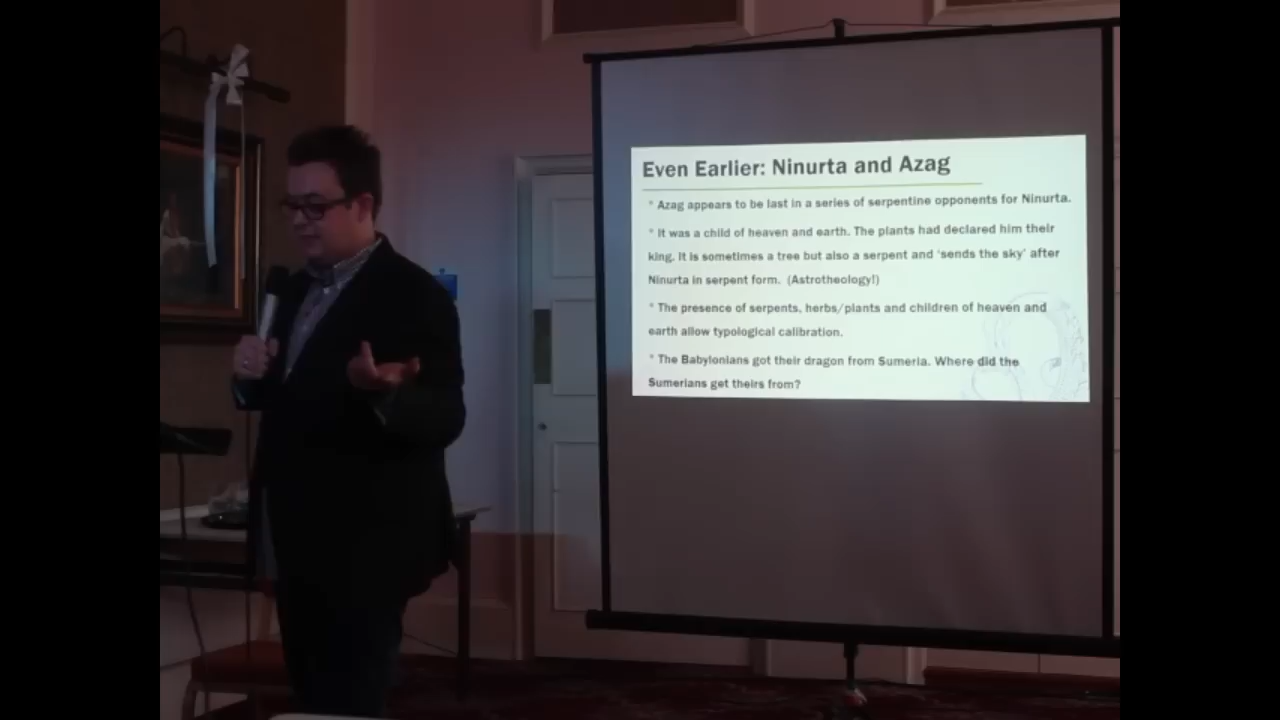 Even Earlier: Ninurta and Azag
* Azag appears to be last in a series of serpentine opponents for Ninurta.
* It was a child of heaven and earth. The plants had declared him their
king. It is sometimes a tree but also a serpent and ‘sends the sky’ after
Ninurta in serpent form. (Astrotheology!)
* The presence of serpents, herbs/plants and children of heaven and
earth allow typological calibration.
* The Babylonians got their dragon from Sumeria. Where did the
Sumerians get theirs from?